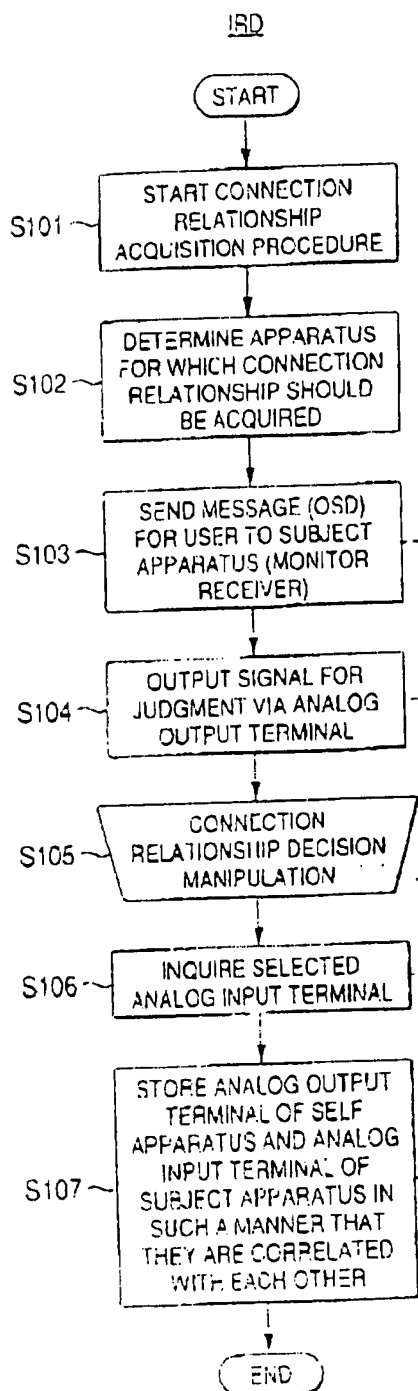 IRD
START
S101
START CONNECTION
RELATIONSHIP
ACQUISITION PROCEDURE
S102
DETERMINE APPARATUS
FOR WHICH CONNECTION
RELATIONSHIP SHOULD
BE ACQUIRED
S103
SEND MESSAGE (OSD)
FOR USER TO SUBJECT
APPARATUS (MONITOR
RECEIVER)
S104
OUTPUT SIGNAL FOR
JUDGMENT VIA ANALOG
OUTPUT TERMINAL
S105
CONNECTION
RELATIONSHIP DECISION
MANIPULATION
S106
INQUIRE SELECTED
ANALOG INPUT TERMINAL
S107
STORE ANALOG OUTPUT
TERMINAL OF SELF
APPARATUS AND ANALOG
INPUT TERMINAL OF
SUBJECT APPARATUS IN
SUCH A MANNER THAT
THEY ARE CORRELATED
WITH EACH OTHER
END